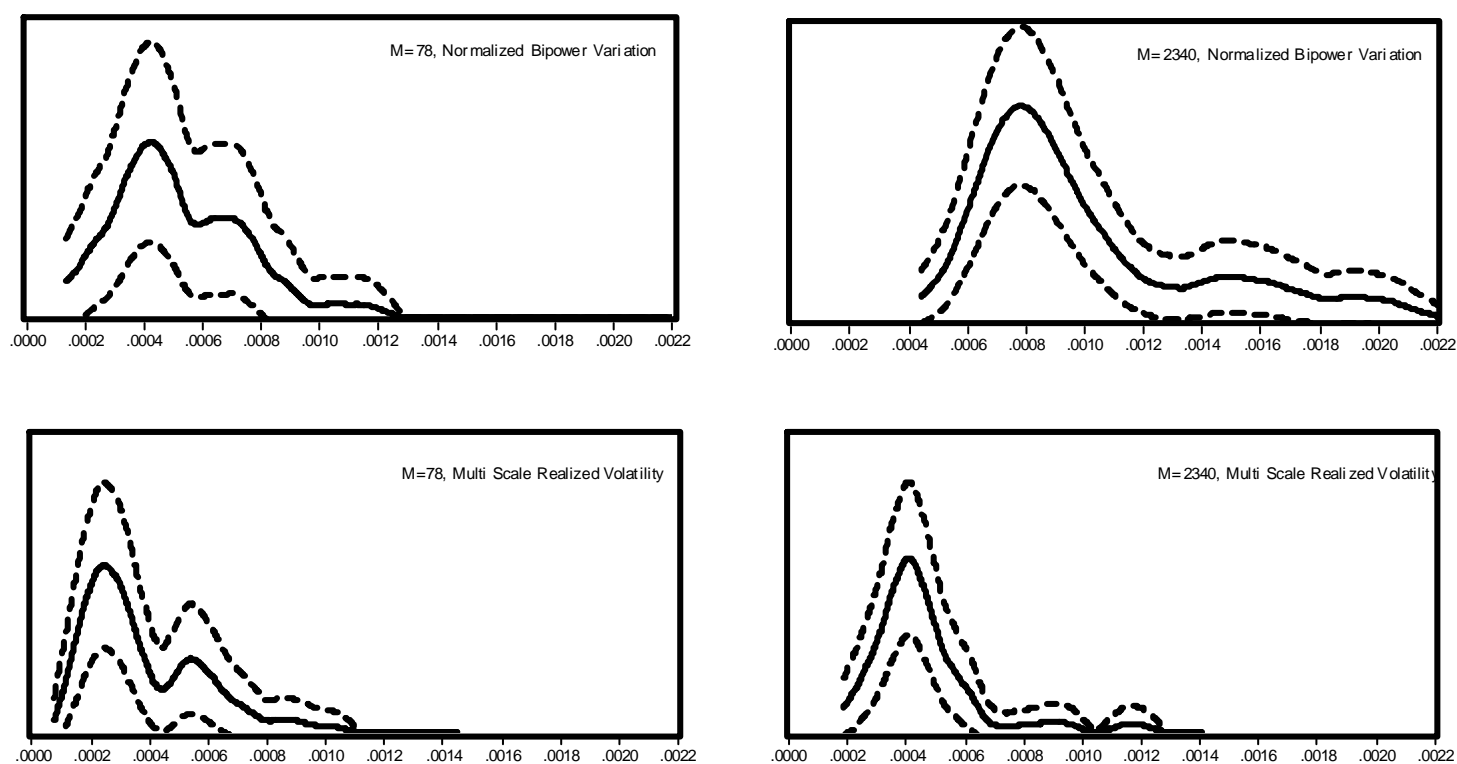 M=78, Normalized Bipower Variation
.0000 .0002 .0004 .0006 .0008 .0010 .0012 .0014 .0016 .0018 .0020 .0022
M=2340, Normalized Bipower Variation
.0000 .0002 .0004 .0006 .0008 .0010 .0012 .0014 .0016 .0018 .0020 .0022
M=78, Multi Scale Realized Volatility
.0000 .0002 .0004 .0006 .0008 .0010 .0012 .0014 .0016 .0018 .0020 .0022
M=2340, Multi Scale Realized Volatility
.0000 .0002 .0004 .0006 .0008 .0010 .0012 .0014 .0016 .0018 .0020 .0022